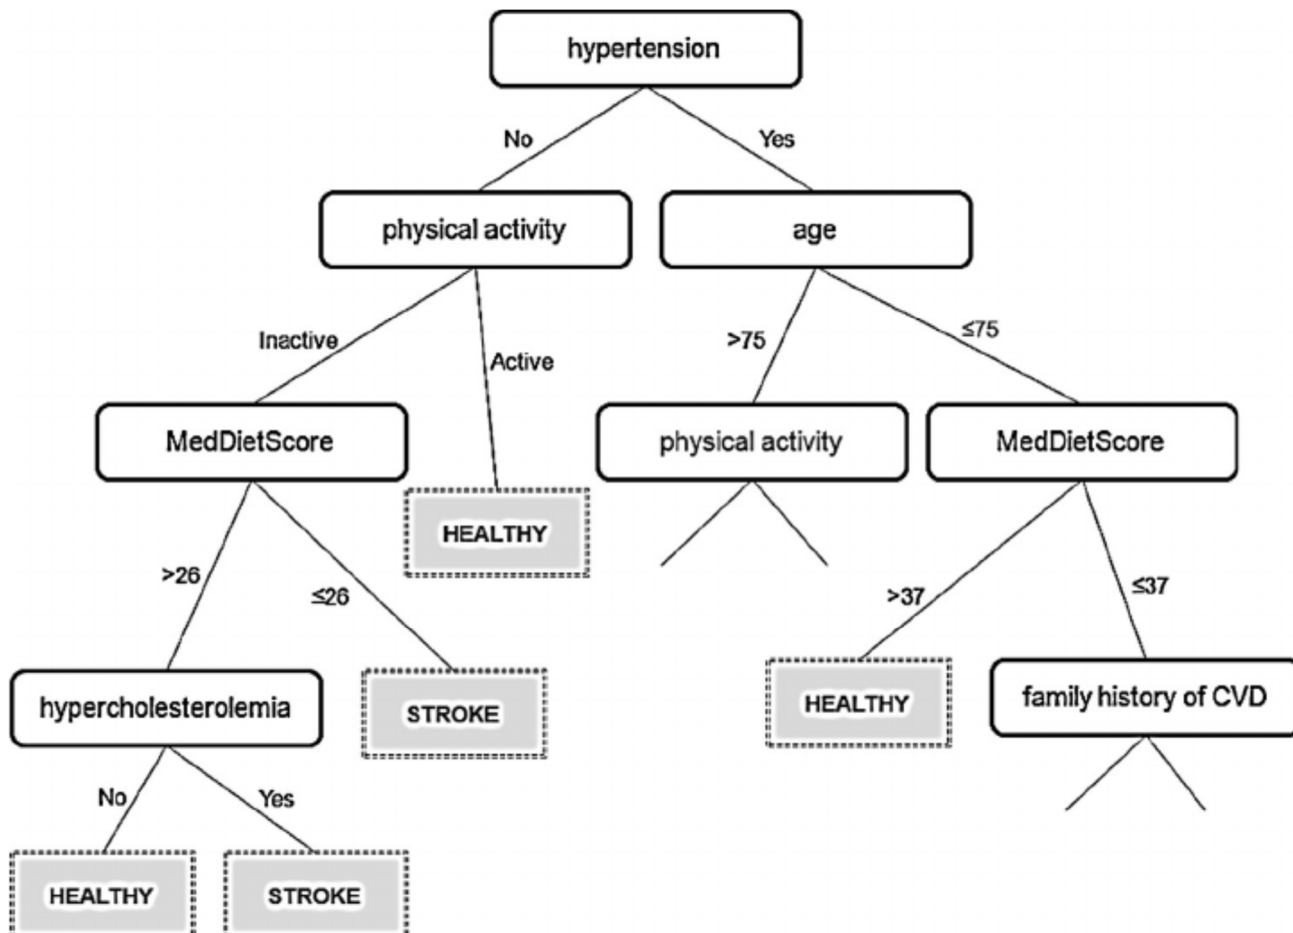 hypertension
No
Yes
physical activity
age
Inactive
Active
>75
≤75
MedDietScore
physical activity
MedDietScore
HEALTHY
>26
≤26
>37
≤37
hypercholesterolemia
STROKE
HEALTHY
family history of CVD
No
Yes
HEALTHY
STROKE